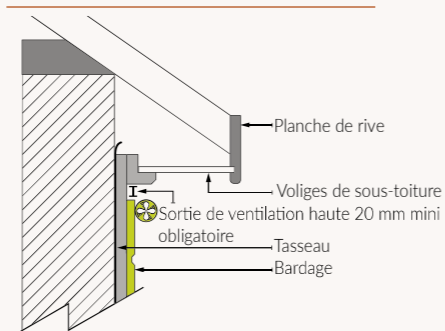 Planche de rive
Voliges de sous-toiture
Sortie de ventilation haute 20 mm mini
obligatoire
Tasseau
Bardage